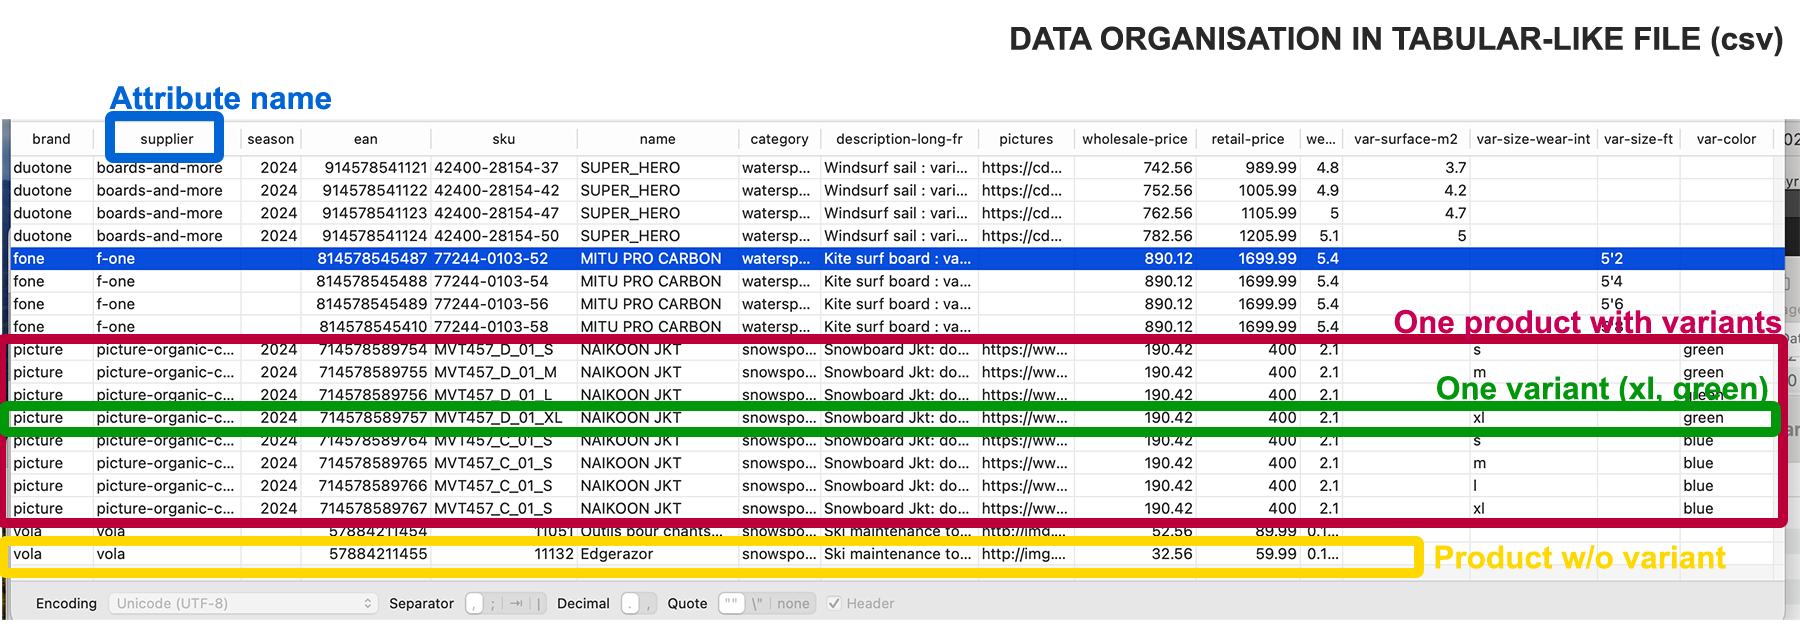 DATA ORGANISATION IN TABULAR-LIKE FILE (csv)
Attribute name
brand supplier season ean sku name category description-long-fr pictures wholesale-price retail-price we... var-surface-m2 var-size-wear-int var-size-ft var-color
duotone boards-and-more 2024 914578541121 42400-28154-37 SUPER_HERO watersp... Windsurf sail : vari... https://cd... 742.56 989.99 4.8 3.7
duotone boards-and-more 2024 914578541122 42400-28154-42 SUPER_HERO watersp... Windsurf sail : vari... https://cd... 752.56 1005.99 4.9 4.2
duotone boards-and-more 2024 914578541123 42400-28154-47 SUPER_HERO watersp... Windsurf sail : vari... https://cd... 762.56 1105.99 5 4.7
duotone boards-and-more 2024 914578541124 42400-28154-50 SUPER_HERO watersp... Windsurf sail : vari... https://cd... 782.56 1205.99 5.1 5
fone f-one 814578545487 77244-0103-52 MITU PRO CARBON watersp... Kite surf board : va... 890.12 1699.99 5.4 5'2
fone f-one 814578545488 77244-0103-54 MITU PRO CARBON watersp... Kite surf board : va... 890.12 1699.99 5.4 5'4
fone f-one 814578545489 77244-0103-56 MITU PRO CARBON watersp... Kite surf board : va... 890.12 1699.99 5.4 5'6
fone f-one 814578545410 77244-0103-58 MITU PRO CARBON watersp... Kite surf board : va... 890.12 1699.99 5.4
One product with variants
picture picture-organic-c... 2024 714578589754 MVT457_D_01_S NAIKOON JKT snowspo... Snowboard Jkt: do... https://ww... 190.42 400 2.1 s green
picture picture-organic-c... 2024 714578589755 MVT457_D_01_M NAIKOON JKT snowspo... Snowboard Jkt: do... https://ww... 190.42 400 2.1 m green
One variant (xl, green)
picture picture-organic-c... 2024 714578589756 MVT457_D_01_L NAIKOON JKT snowspo... Snowboard Jkt: do... https://ww... 190.42 400 2.1 l green
picture picture-organic-c... 2024 714578589757 MVT457_D_01_XL NAIKOON JKT snowspo... Snowboard Jkt: do... https://ww... 190.42 400 2.1 xl green
picture picture-organic-c... 2024 714578589764 MVT457_C_01_S NAIKOON JKT snowspo... Snowboard Jkt: do... https://ww... 190.42 400 2.1 s blue
picture picture-organic-c... 2024 714578589765 MVT457_C_01_S NAIKOON JKT snowspo... Snowboard Jkt: do... https://ww... 190.42 400 2.1 m blue
picture picture-organic-c... 2024 714578589766 MVT457_C_01_S NAIKOON JKT snowspo... Snowboard Jkt: do... https://ww... 190.42 400 2.1 l blue
picture picture-organic-c... 2024 714578589767 MVT457_C_01_S NAIKOON JKT snowspo... Snowboard Jkt: do... https://ww... 190.42 400 2.1 xl blue
vola vola 57884211454 11051 Outils pour chants... snowspo... Ski maintenance to... http://img.... 52.56 89.99 0.1...
vola vola 57884211455 11132 Edgerazor snowspo... Ski maintenance to... http://img.... 32.56 59.99 0.1...
Product w/o variant
Encoding Unicode (UTF-8) Separator , ; ⇥ | Decimal . , Quote "" \" none Header